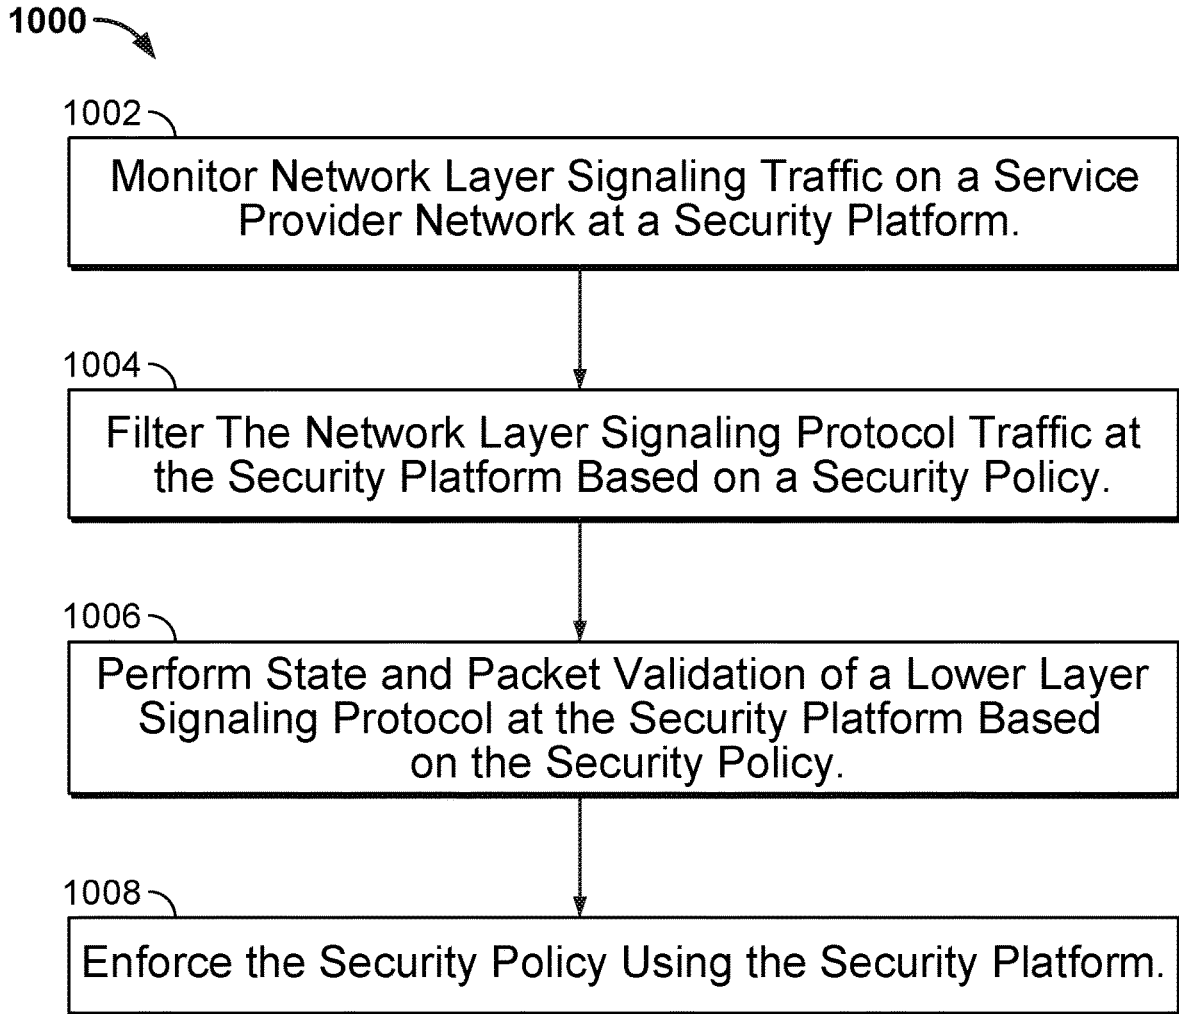 1000
1002
Monitor Network Layer Signaling Traffic on a Service
Provider Network at a Security Platform.
1004
Filter The Network Layer Signaling Protocol Traffic at
the Security Platform Based on a Security Policy.
1006
Perform State and Packet Validation of a Lower Layer
Signaling Protocol at the Security Platform Based
on the Security Policy.
1008
Enforce the Security Policy Using the Security Platform.